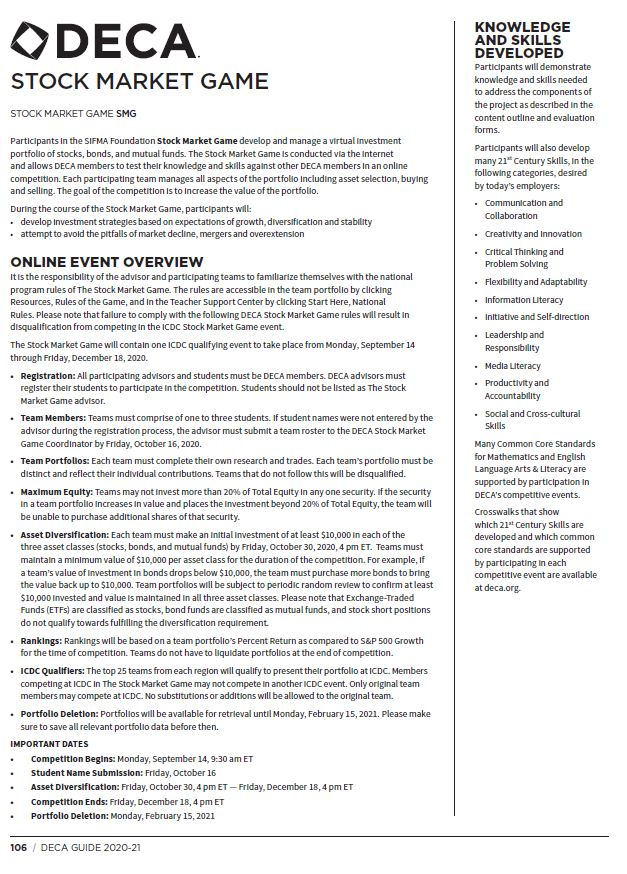 DECA
STOCK MARKET GAME
STOCK MARKET GAME SMG
Participants in the SIFMA Foundation Stock Market Game develop and manage a virtual investment
portfolio of stocks, bonds, and mutual funds. The Stock Market Game is conducted via the Internet
and allows DECA members to test their knowledge and skills against other DECA members in an online
competition. Each participating team manages all aspects of the portfolio including asset selection, buying
and selling. The goal of the competition is to increase the value of the portfolio.
During the course of the Stock Market Game, participants will:
• develop investment strategies based on expectations of growth, diversification and stability
• attempt to avoid the pitfalls of market decline, mergers and overextension
ONLINE EVENT OVERVIEW
It is the responsibility of the advisor and participating teams to familiarize themselves with the national
program rules of The Stock Market Game. The rules are accessible in the team portfolio by clicking
Resources, Rules of the Game, and in the Teacher Support Center by clicking Start Here, National
Rules. Please note that failure to comply with the following DECA Stock Market Game rules will result in
disqualification from competing in the ICDC Stock Market Game event.
The Stock Market Game will contain one ICDC qualifying event to take place from Monday, September 14
through Friday, December 18, 2020.
• Registration: All participating advisors and students must be DECA members. DECA advisors must
register their students to participate in the competition. Students should not be listed as The Stock
Market Game advisor.
• Team Members: Teams must comprise of one to three students. If student names were not entered by the
advisor during the registration process, the advisor must submit a team roster to the DECA Stock Market
Game Coordinator by Friday, October 16, 2020.
• Team Portfolios: Each team must complete their own research and trades. Each team's portfolio must be
distinct and reflect their individual contributions. Teams that do not follow this will be disqualified.
• Maximum Equity: Teams may not invest more than 20% of Total Equity in any one security. If the security
in a team portfolio increases in value and places the investment beyond 20% of Total Equity, the team will
be unable to purchase additional shares of that security.
• Asset Diversification: Each team must make an initial investment of at least $10,000 in each of the
three asset classes (stocks, bonds, and mutual funds) by Friday, October 30, 2020, 4 pm ET. Teams must
maintain a minimum value of $10,000 per asset class for the duration of the competition. For example, if
a team's value of investment in bonds drops below $10,000, the team must purchase more bonds to bring
the value back up to $10,000. Team portfolios will be subject to periodic random review to confirm at least
$10,000 invested and value is maintained in all three asset classes. Please note that Exchange-Traded
Funds (ETFs) are classified as stocks, bond funds are classified as mutual funds, and stock short positions
do not qualify towards fulfilling the diversification requirement.
• Rankings: Rankings will be based on a team portfolio's Percent Return as compared to S&P 500 Growth
for the time of competition. Teams do not have to liquidate portfolios at the end of competition.
• ICDC Qualifiers: The top 25 teams from each region will qualify to present their portfolio at ICDC. Members
competing at ICDC in The Stock Market Game may not compete in another ICDC event. Only original team
members may compete at ICDC. No substitutions or additions will be allowed to the original team.
• Portfolio Deletion: Portfolios will be available for retrieval until Monday, February 15, 2021. Please make
sure to save all relevant portfolio data before then.
IMPORTANT DATES
• Competition Begins: Monday, September 14, 9:30 am ET
• Student Name Submission: Friday, October 16
• Asset Diversification: Friday, October 30, 4 pm ET — Friday, December 18, 4 pm ET
• Competition Ends: Friday, December 18, 4 pm ET
• Portfolio Deletion: Monday, February 15, 2021
KNOWLEDGE
AND SKILLS
DEVELOPED
Participants will demonstrate
knowledge and skills needed
to address the components of
the project as described in the
content outline and evaluation
forms.
Participants will also develop
many 21st Century Skills, in the
following categories, desired
by today's employers:
• Communication and
Collaboration
• Creativity and Innovation
• Critical Thinking and
Problem Solving
• Flexibility and Adaptability
• Information Literacy
• Initiative and Self-direction
• Leadership and
Responsibility
• Media Literacy
• Productivity and
Accountability
• Social and Cross-cultural
Skills
Many Common Core Standards
for Mathematics and English
Language Arts & Literacy are
supported by participation in
DECA's competitive events.
Crosswalks that show
which 21st Century Skills are
developed and which common
core standards are supported
by participating in each
competitive event are available
at deca.org.
106 / DECA GUIDE 2020-21